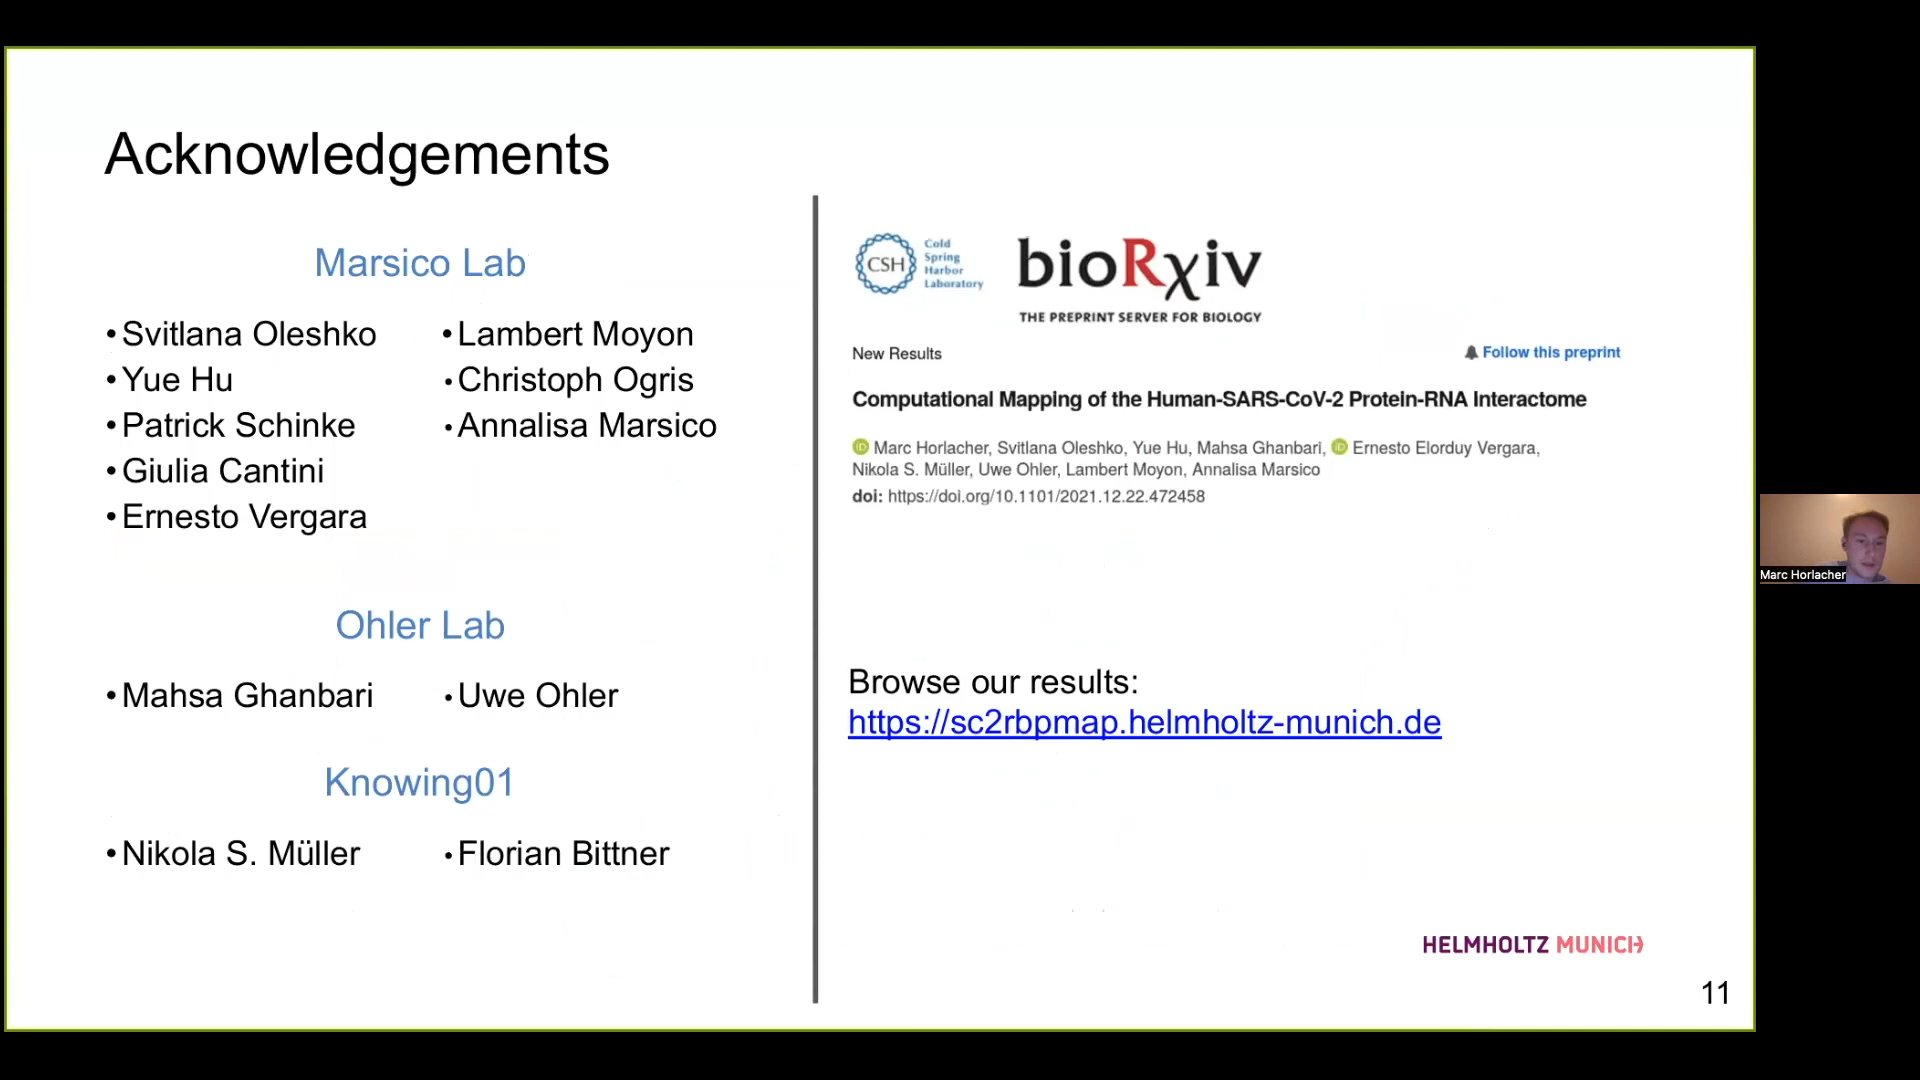 Acknowledgements
Marsico Lab
•Svitlana Oleshko
•Yue Hu
•Patrick Schinke
•Giulia Cantini
•Ernesto Vergara
•Lambert Moyon
•Christoph Ogris
•Annalisa Marsico
Ohler Lab
•Mahsa Ghanbari
•Uwe Ohler
Knowing01
•Nikola S. Müller
•Florian Bittner
CSH
Cold
Spring
Harbor
Laboratory
bioRχiv
THE PREPRINT SERVER FOR BIOLOGY
New Results
Follow this preprint
Computational Mapping of the Human-SARS-CoV-2 Protein-RNA Interactome
iD Marc Horlacher, Svitlana Oleshko, Yue Hu, Mahsa Ghanbari, iD Ernesto Elorduy Vergara,
Nikola S. Müller, Uwe Ohler, Lambert Moyon, Annalisa Marsico
doi: https://doi.org/10.1101/2021.12.22.472458
Browse our results:
https://sc2rbpmap.helmholtz-munich.de
HELMHOLTZ MUNICH
11
Marc Horlacher